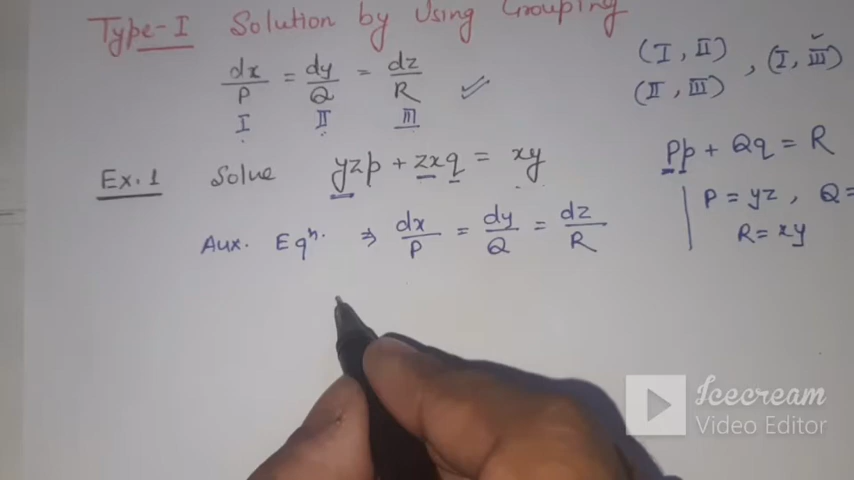 Type-I Solution by Using Grouping
dx/P = dy/Q = dz/R ✓
I II III
(I, II), (I, III)
(II, III)
Ex.1 Solve yzp + zxq = xy
Pp + Qq = R
P = yz, Q =
R = xy
Aux. Eqⁿ. ⇒ dx/P = dy/Q = dz/R
Icecream
Video Editor